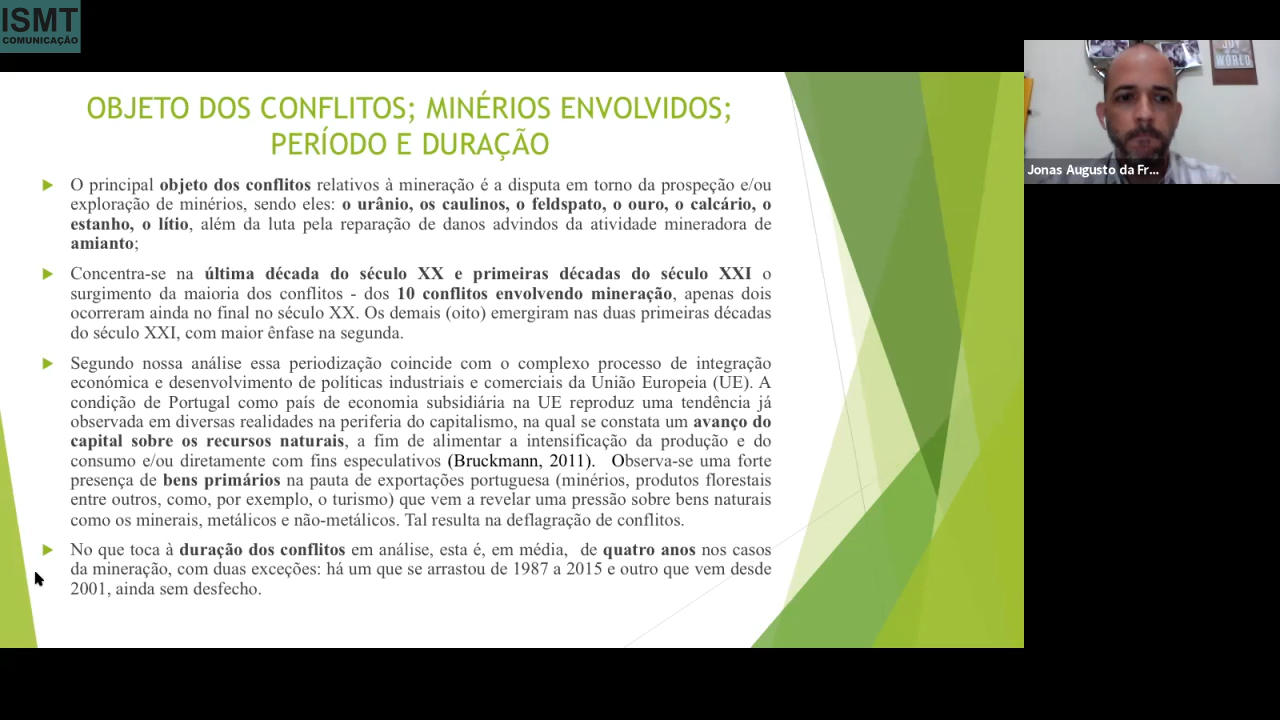 ISMT
COMUNICAÇÃO
OBJETO DOS CONFLITOS; MINÉRIOS ENVOLVIDOS;
PERÍODO E DURAÇÃO
O principal objeto dos conflitos relativos à mineração é a disputa em torno da prospeção e/ou
exploração de minérios, sendo eles: o urânio, os caulinos, o feldspato, o ouro, o calcário, o
estanho, o lítio, além da luta pela reparação de danos advindos da atividade mineradora de
amianto;
Concentra-se na última década do século XX e primeiras décadas do século XXI o
surgimento da maioria dos conflitos - dos 10 conflitos envolvendo mineração, apenas dois
ocorreram ainda no final no século XX. Os demais (oito) emergiram nas duas primeiras décadas
do século XXI, com maior ênfase na segunda.
Segundo nossa análise essa periodização coincide com o complexo processo de integração
económica e desenvolvimento de políticas industriais e comerciais da União Europeia (UE). A
condição de Portugal como país de economia subsidiária na UE reproduz uma tendência já
observada em diversas realidades na periferia do capitalismo, na qual se constata um avanço do
capital sobre os recursos naturais, a fim de alimentar a intensificação da produção e do
consumo e/ou diretamente com fins especulativos (Bruckmann, 2011). Observa-se uma forte
presença de bens primários na pauta de exportações portuguesa (minérios, produtos florestais
entre outros, como, por exemplo, o turismo) que vem a revelar uma pressão sobre bens naturais
como os minerais, metálicos e não-metálicos. Tal resulta na deflagração de conflitos.
No que toca à duração dos conflitos em análise, esta é, em média, de quatro anos nos casos
da mineração, com duas exceções: há um que se arrastou de 1987 a 2015 e outro que vem desde
2001, ainda sem desfecho.
JOY
WORLD
Jonas Augusto da Fr...